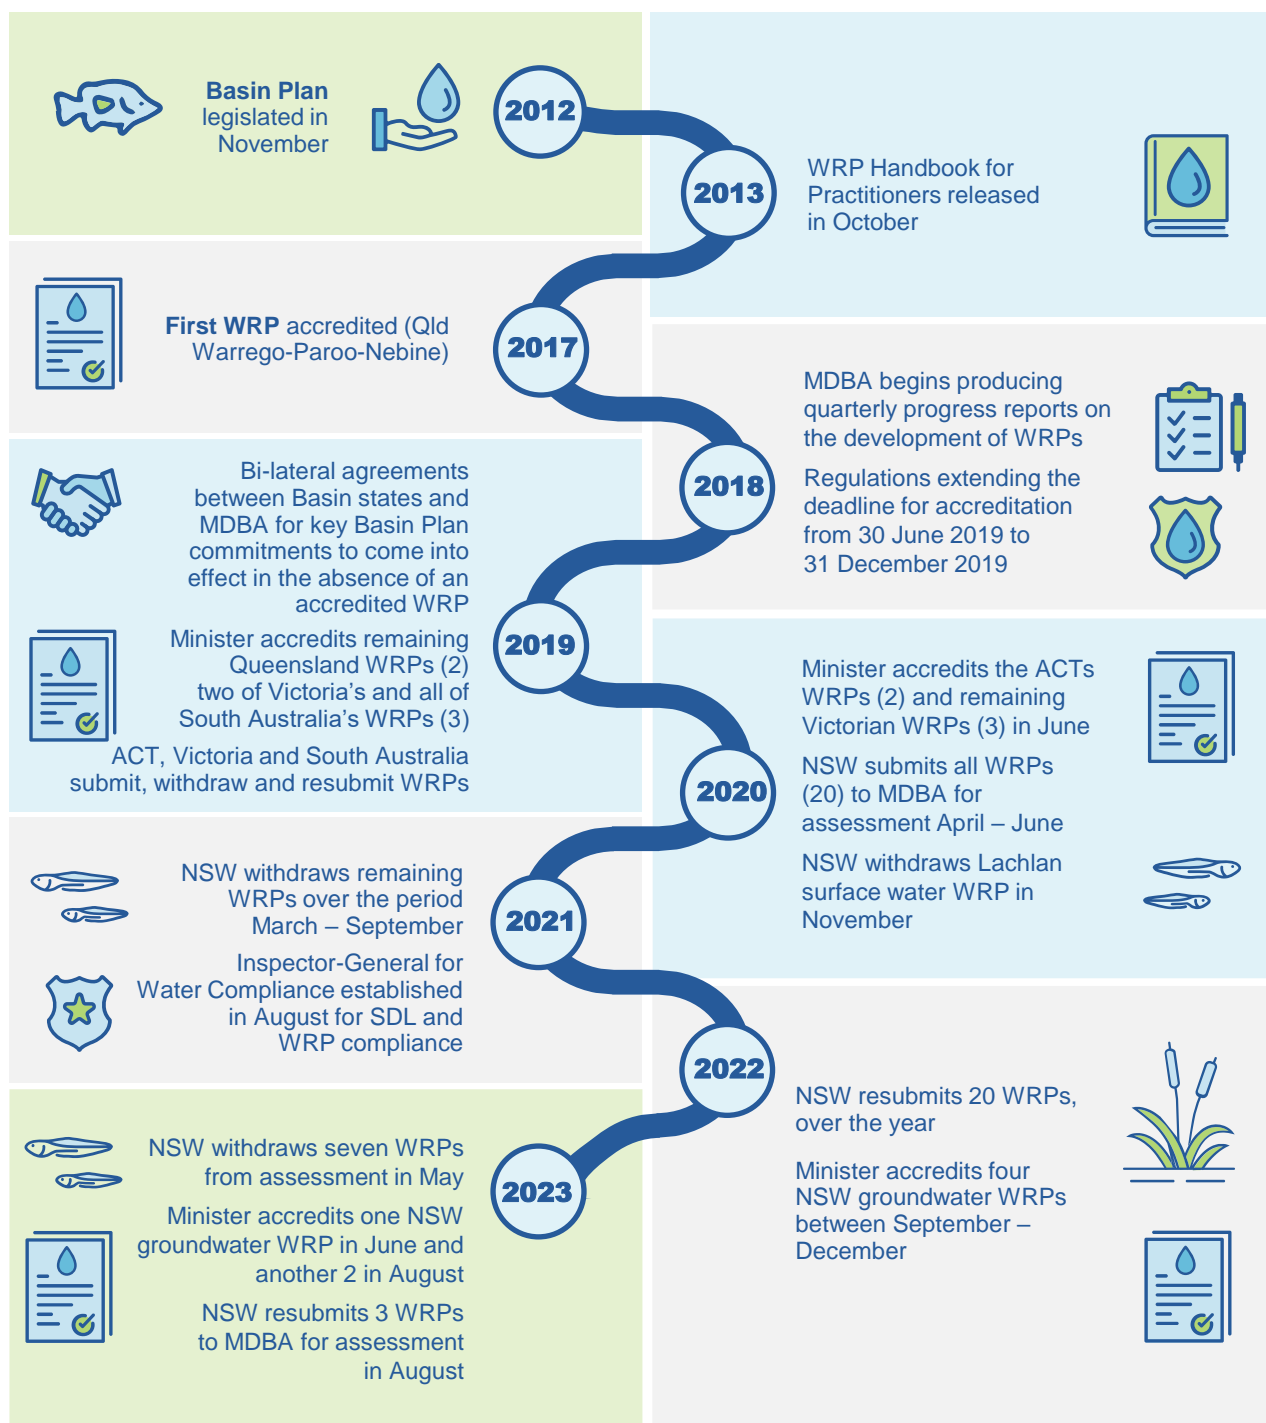 2012
Basin Plan
legislated in
November
2013
WRP Handbook for
Practitioners released
in October
2017
First WRP accredited (Qld
Warrego-Paroo-Nebine)
2018
MDBA begins producing
quarterly progress reports on
the development of WRPs
Regulations extending the
deadline for accreditation
from 30 June 2019 to
31 December 2019
2019
Bi-lateral agreements
between Basin states and
MDBA for key Basin Plan
commitments to come into
effect in the absence of an
accredited WRP
Minister accredits remaining
Queensland WRPs (2)
two of Victoria’s and all of
South Australia’s WRPs (3)
ACT, Victoria and South Australia
submit, withdraw and resubmit WRPs
2020
Minister accredits the ACTs
WRPs (2) and remaining
Victorian WRPs (3) in June
NSW submits all WRPs
(20) to MDBA for
assessment April – June
NSW withdraws Lachlan
surface water WRP in
November
2021
NSW withdraws remaining
WRPs over the period
March – September
Inspector-General for
Water Compliance established
in August for SDL and
WRP compliance
2022
NSW resubmits 20 WRPs,
over the year
Minister accredits four
NSW groundwater WRPs
between September –
December
2023
NSW withdraws seven WRPs
from assessment in May
Minister accredits one NSW
groundwater WRP in June and
another 2 in August
NSW resubmits 3 WRPs
to MDBA for assessment
in August